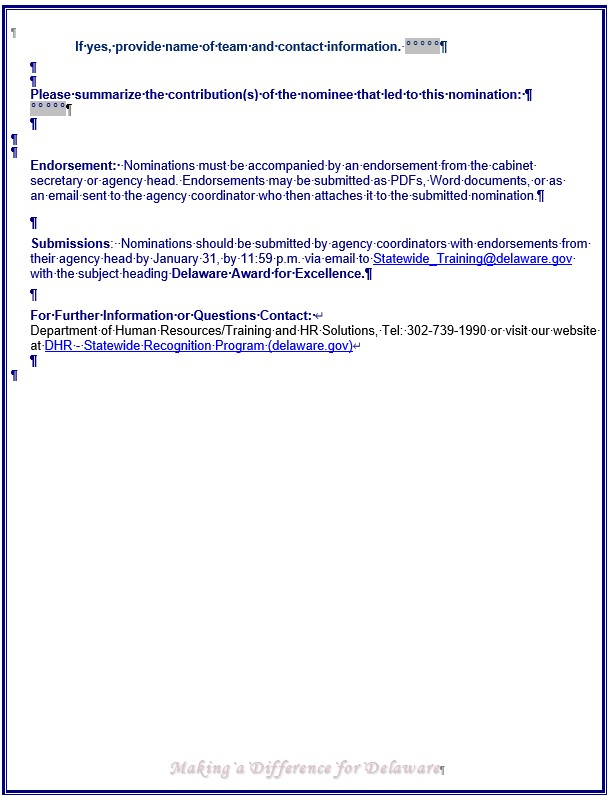 If yes, provide name of team and contact information.
Please summarize the contribution(s) of the nominee that led to this nomination:
Endorsement: Nominations must be accompanied by an endorsement from the cabinet
secretary or agency head. Endorsements may be submitted as PDFs, Word documents, or as
an email sent to the agency coordinator who then attaches it to the submitted nomination.
Submissions: Nominations should be submitted by agency coordinators with endorsements from
their agency head by January 31, by 11:59 p.m. via email to Statewide_Training@delaware.gov
with the subject heading Delaware Award for Excellence.
For Further Information or Questions Contact:
Department of Human Resources/Training and HR Solutions, Tel: 302-739-1990 or visit our website
at DHR - Statewide Recognition Program (delaware.gov)
Making a Difference for Delaware